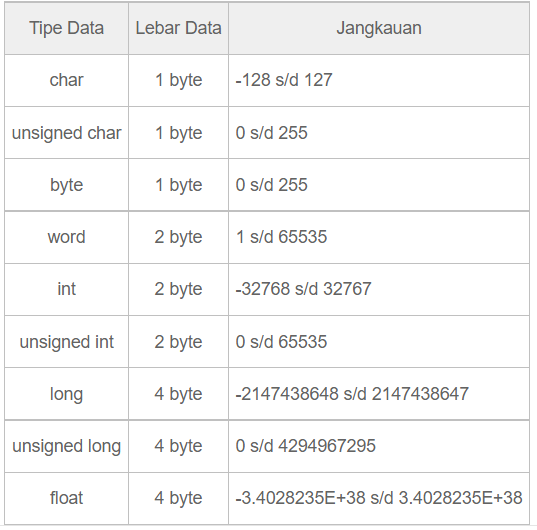 Tipe Data Lebar Data Jangkauan
char 1 byte -128 s/d 127
unsigned char 1 byte 0 s/d 255
byte 1 byte 0 s/d 255
word 2 byte 1 s/d 65535
int 2 byte -32768 s/d 32767
unsigned int 2 byte 0 s/d 65535
long 4 byte -2147438648 s/d 2147438647
unsigned long 4 byte 0 s/d 4294967295
float 4 byte -3.4028235E+38 s/d 3.4028235E+38